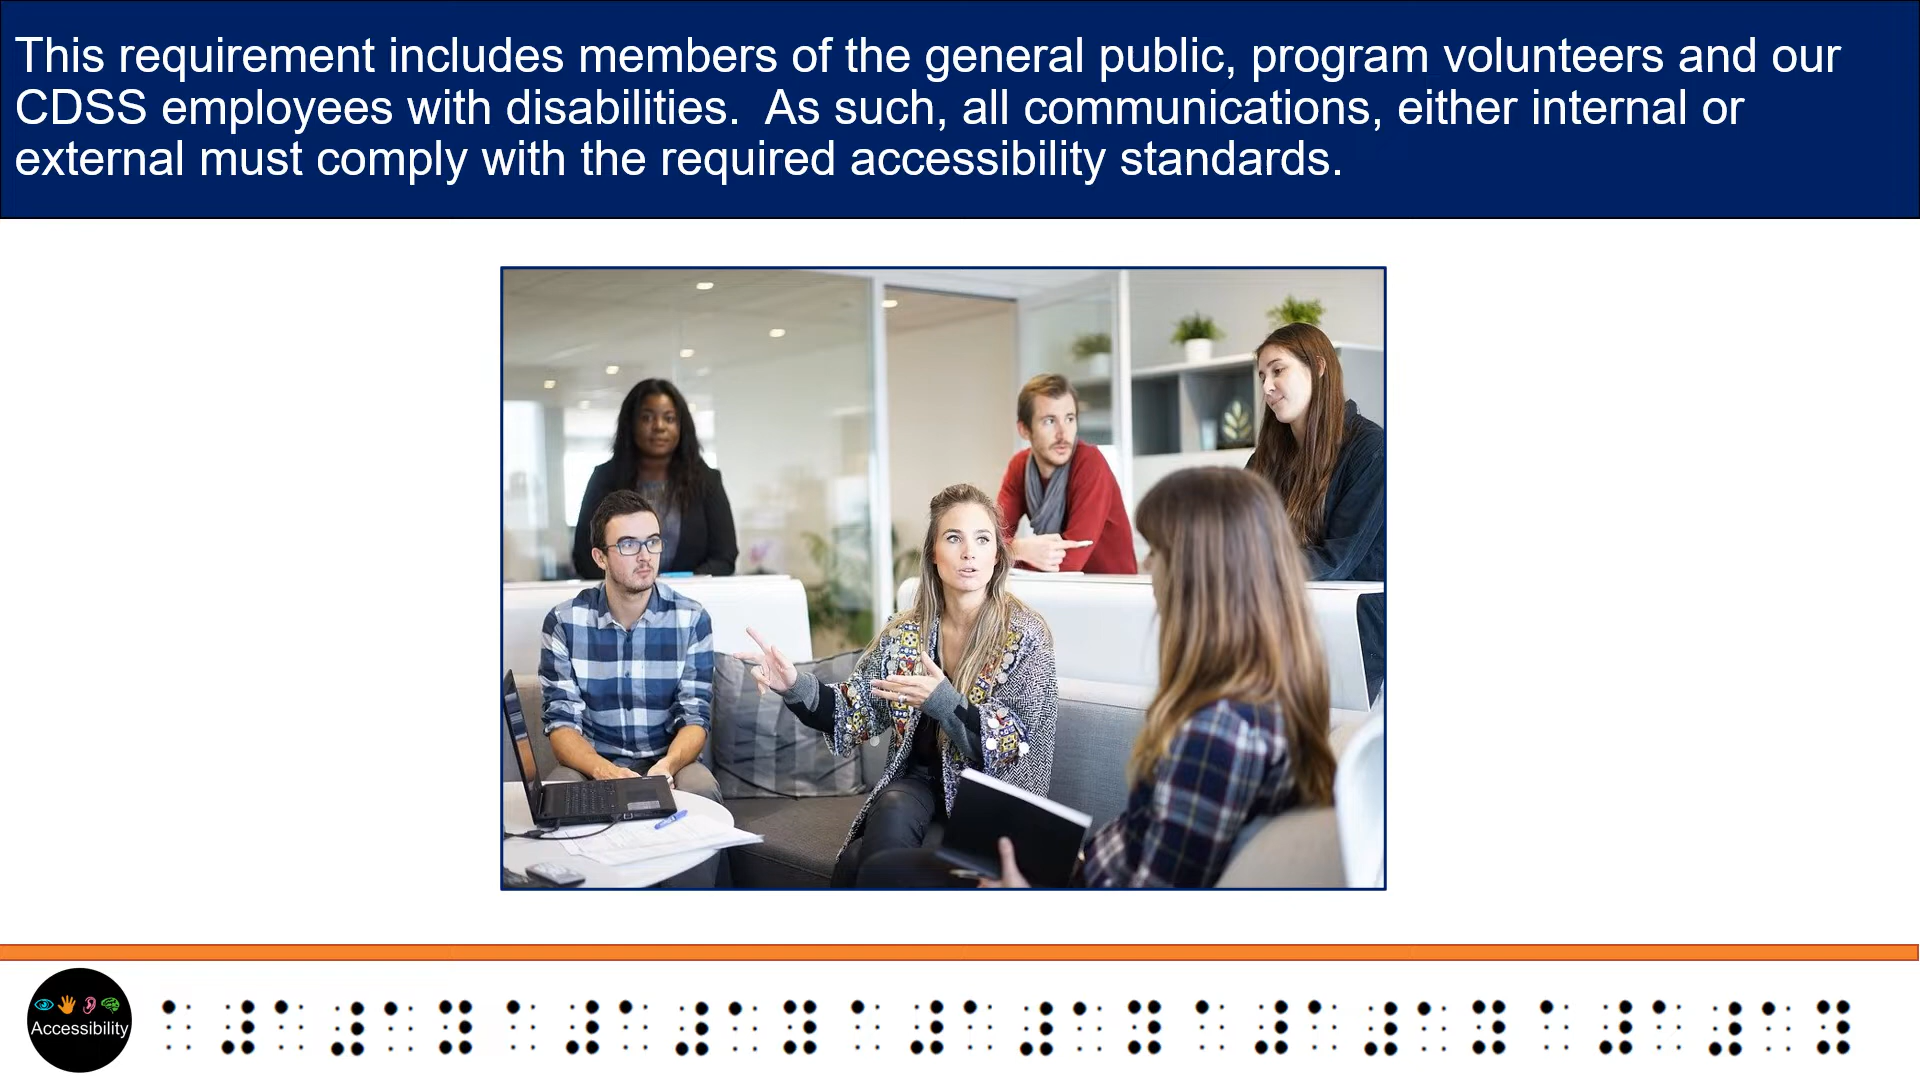 This requirement includes members of the general public, program volunteers and our
CDSS employees with disabilities.  As such, all communications, either internal or
external must comply with the required accessibility standards.
Accessibility